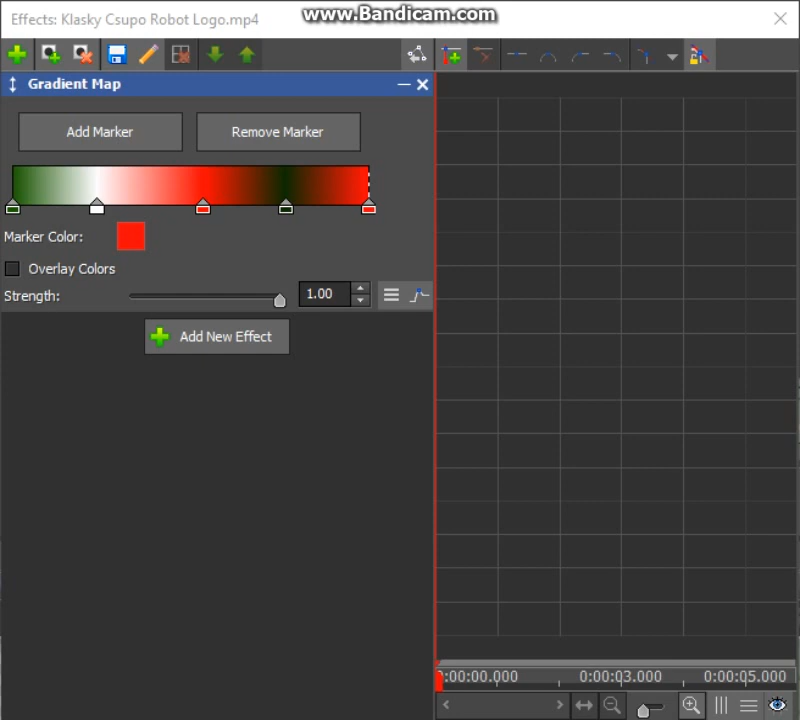 Effects: Klasky Csupo Robot Logo.mp4
www.Bandicam.com
Gradient Map
Add Marker
Remove Marker
Marker Color:
Overlay Colors
Strength:
1.00
Add New Effect
0:00:00.000
0:00:03.000
0:00:05.000